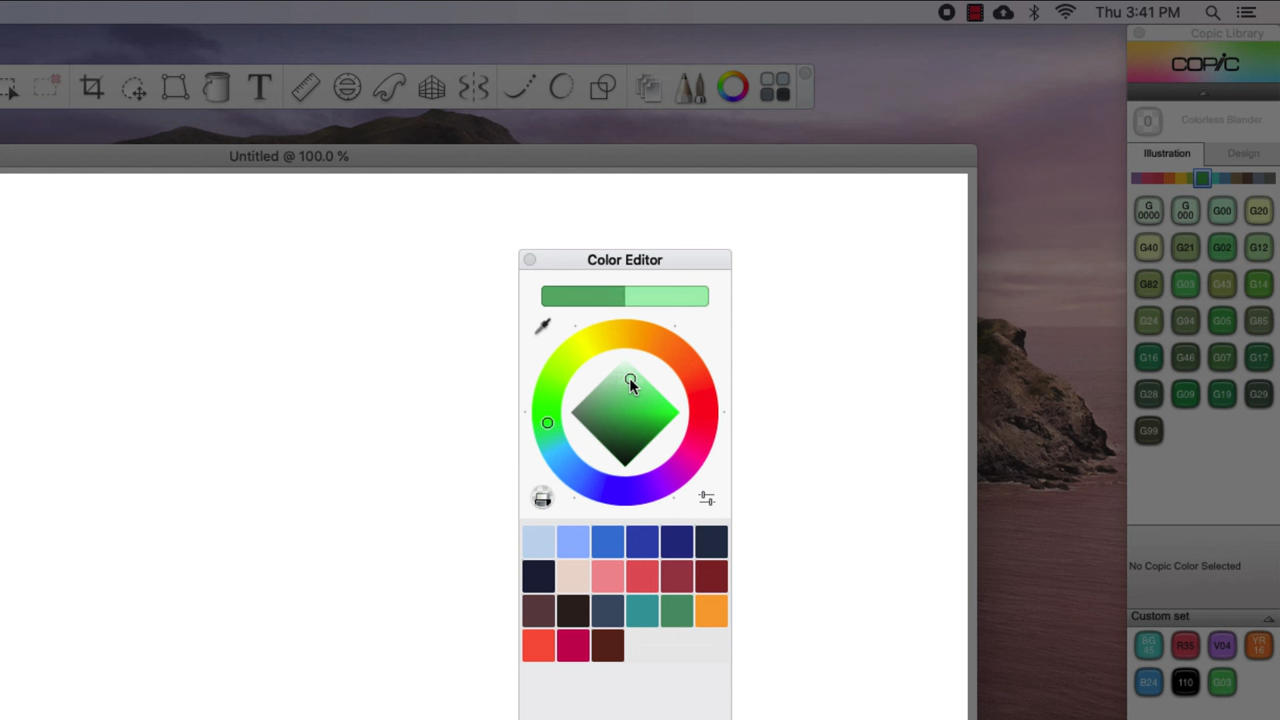 Thu 3:41 PM
Copic Library
COPIC
T
0
Colorless Blender
Illustration
Design
Untitled @ 100.0 %
G 0000
G 000
G00
G20
G40
G21
G02
G12
Color Editor
G82
G03
G43
G14
G24
G94
G05
G85
G16
G46
G07
G17
G28
G09
G19
G29
G99
No Copic Color Selected
Custom set
BG 45
R35
V04
YR 16
B24
110
G03